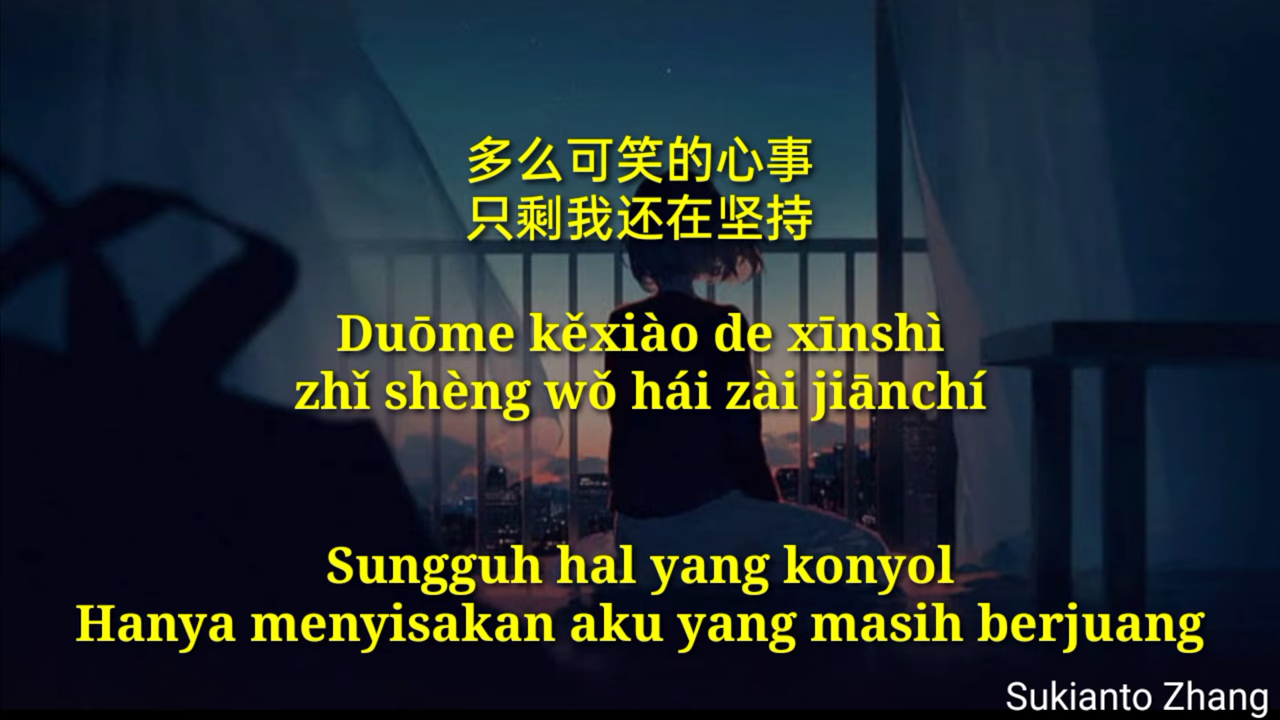 多么可笑的心事
只剩我还在坚持
Duōme kěxiào de xīnshì
zhǐ shèng wǒ hái zài jiānchí
Sungguh hal yang konyol
Hanya menyisakan aku yang masih berjuang
Sukianto Zhang